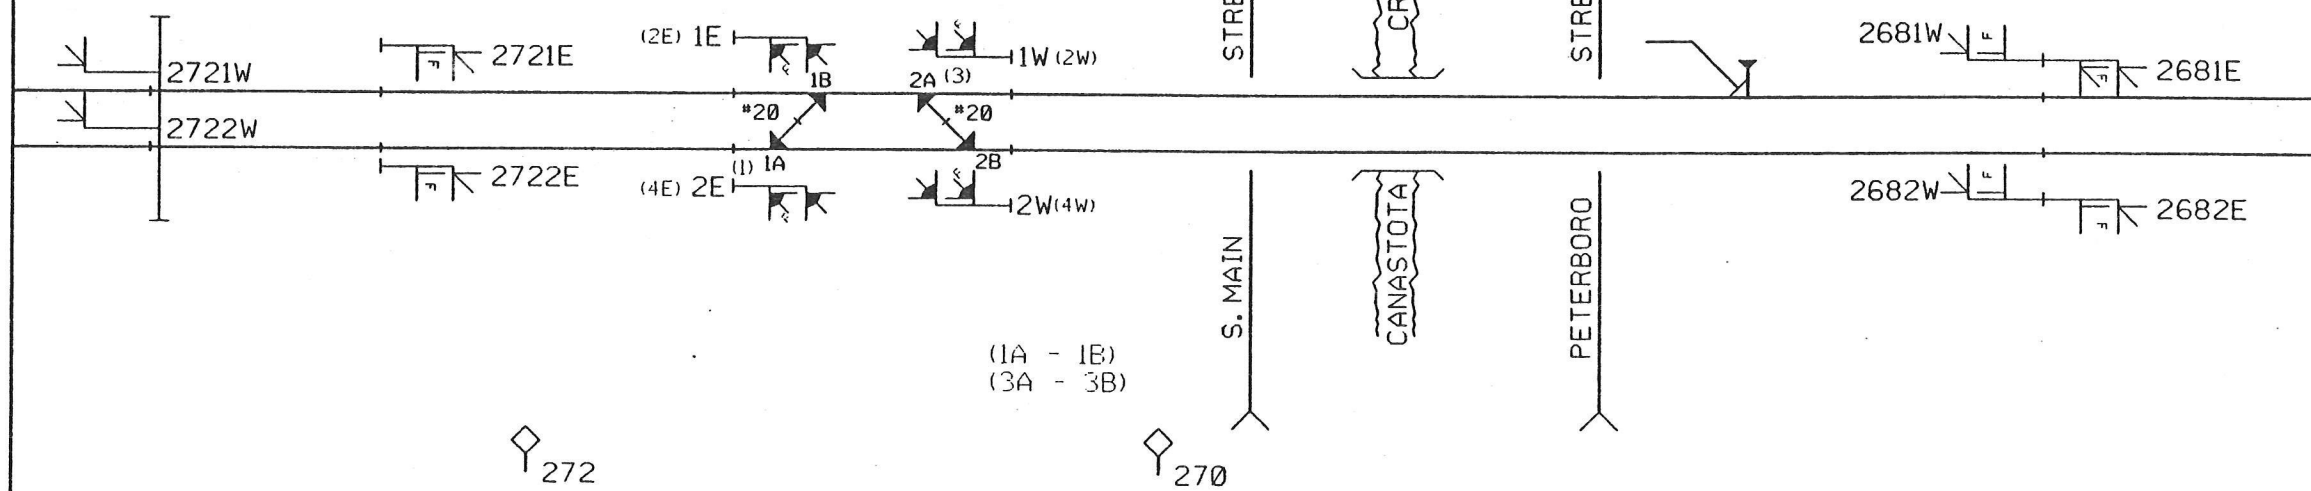 STRE
CR
STRE
(2E) 1E
1W (2W)
2681W
F
2721E
F
2721W
1B
2A (3)
F
2681E
#20
#20
2722W
(1) 1A
2B
2722E
F
(4E) 2E
2W(4W)
2682W
F
F
2682E
S. MAIN
CANASTOTA
PETERBORO
(1A - 1B)
(3A - 3B)
272
270